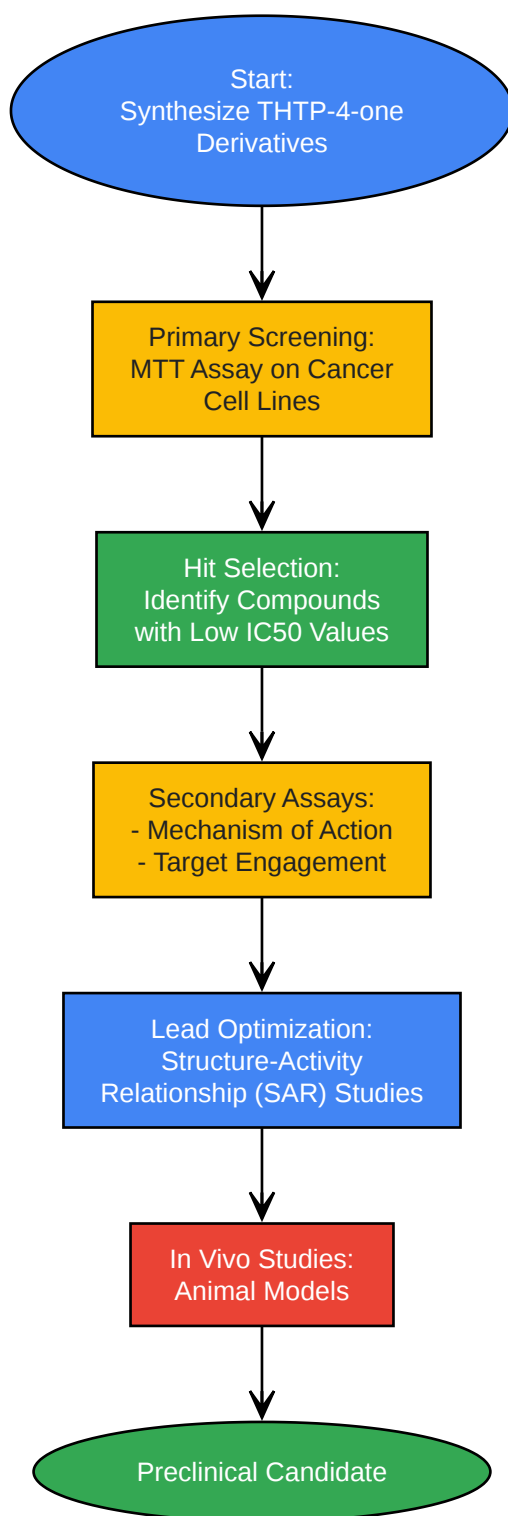 Start:
Synthesize THTP-4-one
Derivatives
Primary Screening:
MTT Assay on Cancer
Cell Lines
Hit Selection:
Identify Compounds
with Low IC50 Values
Secondary Assays:
- Mechanism of Action
- Target Engagement
Lead Optimization:
Structure-Activity
Relationship (SAR) Studies
In Vivo Studies:
Animal Models
Preclinical Candidate